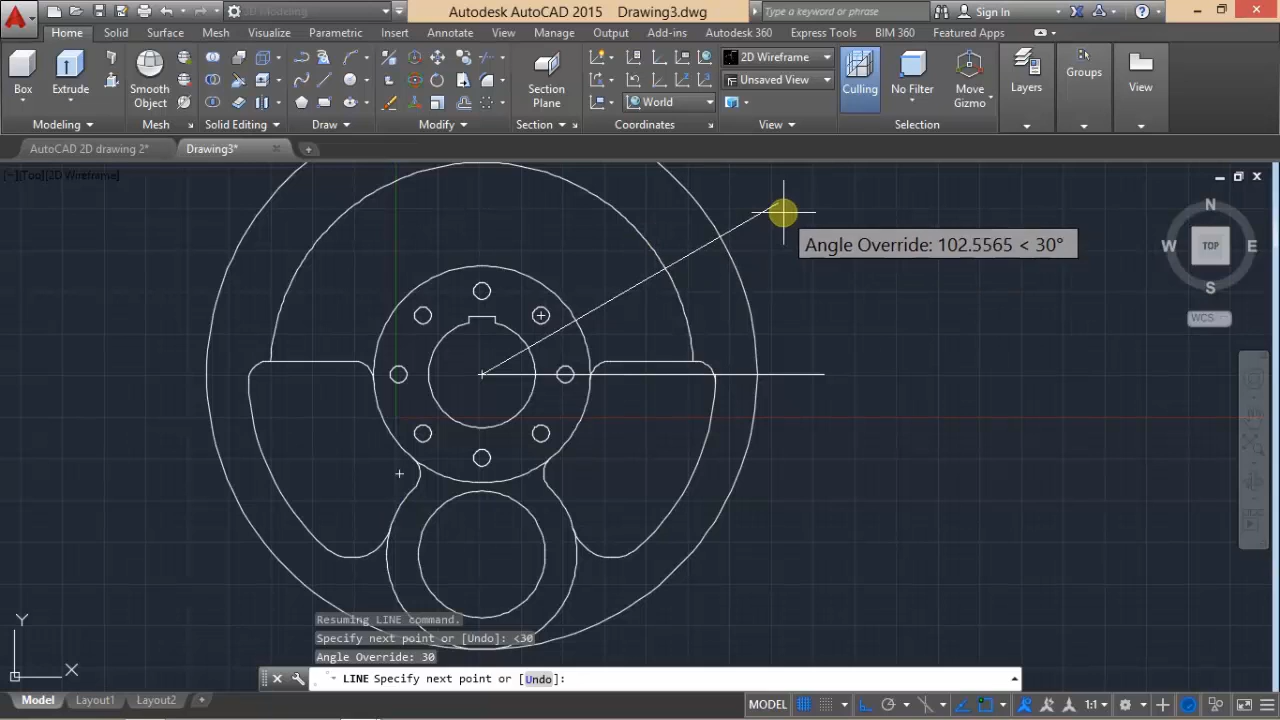 3D Modeling
Autodesk AutoCAD 2015 Drawing3.dwg
Type a keyword or phrase
Sign In
Home Solid Surface Mesh Visualize Parametric Insert Annotate View Manage Output Add-ins Autodesk 360 Express Tools BIM 360 Featured Apps
2D Wireframe
Unsaved View
World
Box Extrude
Smooth
Object
Section
Plane
Culling
No Filter
Move
Gizmo
Layers
Groups
View
Modeling
Mesh
Solid Editing
Draw
Modify
Section
Coordinates
View
Selection
AutoCAD 2D drawing 2*
Drawing3*
[−][Top][2D Wireframe]
Angle Override: 102.5565 < 30°
N
W TOP E
S
WCS
Y
X
Resuming LINE command.
Specify next point or [Undo]: <30
Angle Override: 30
LINE Specify next point or [Undo]:
Model Layout1 Layout2 +
MODEL
1:1